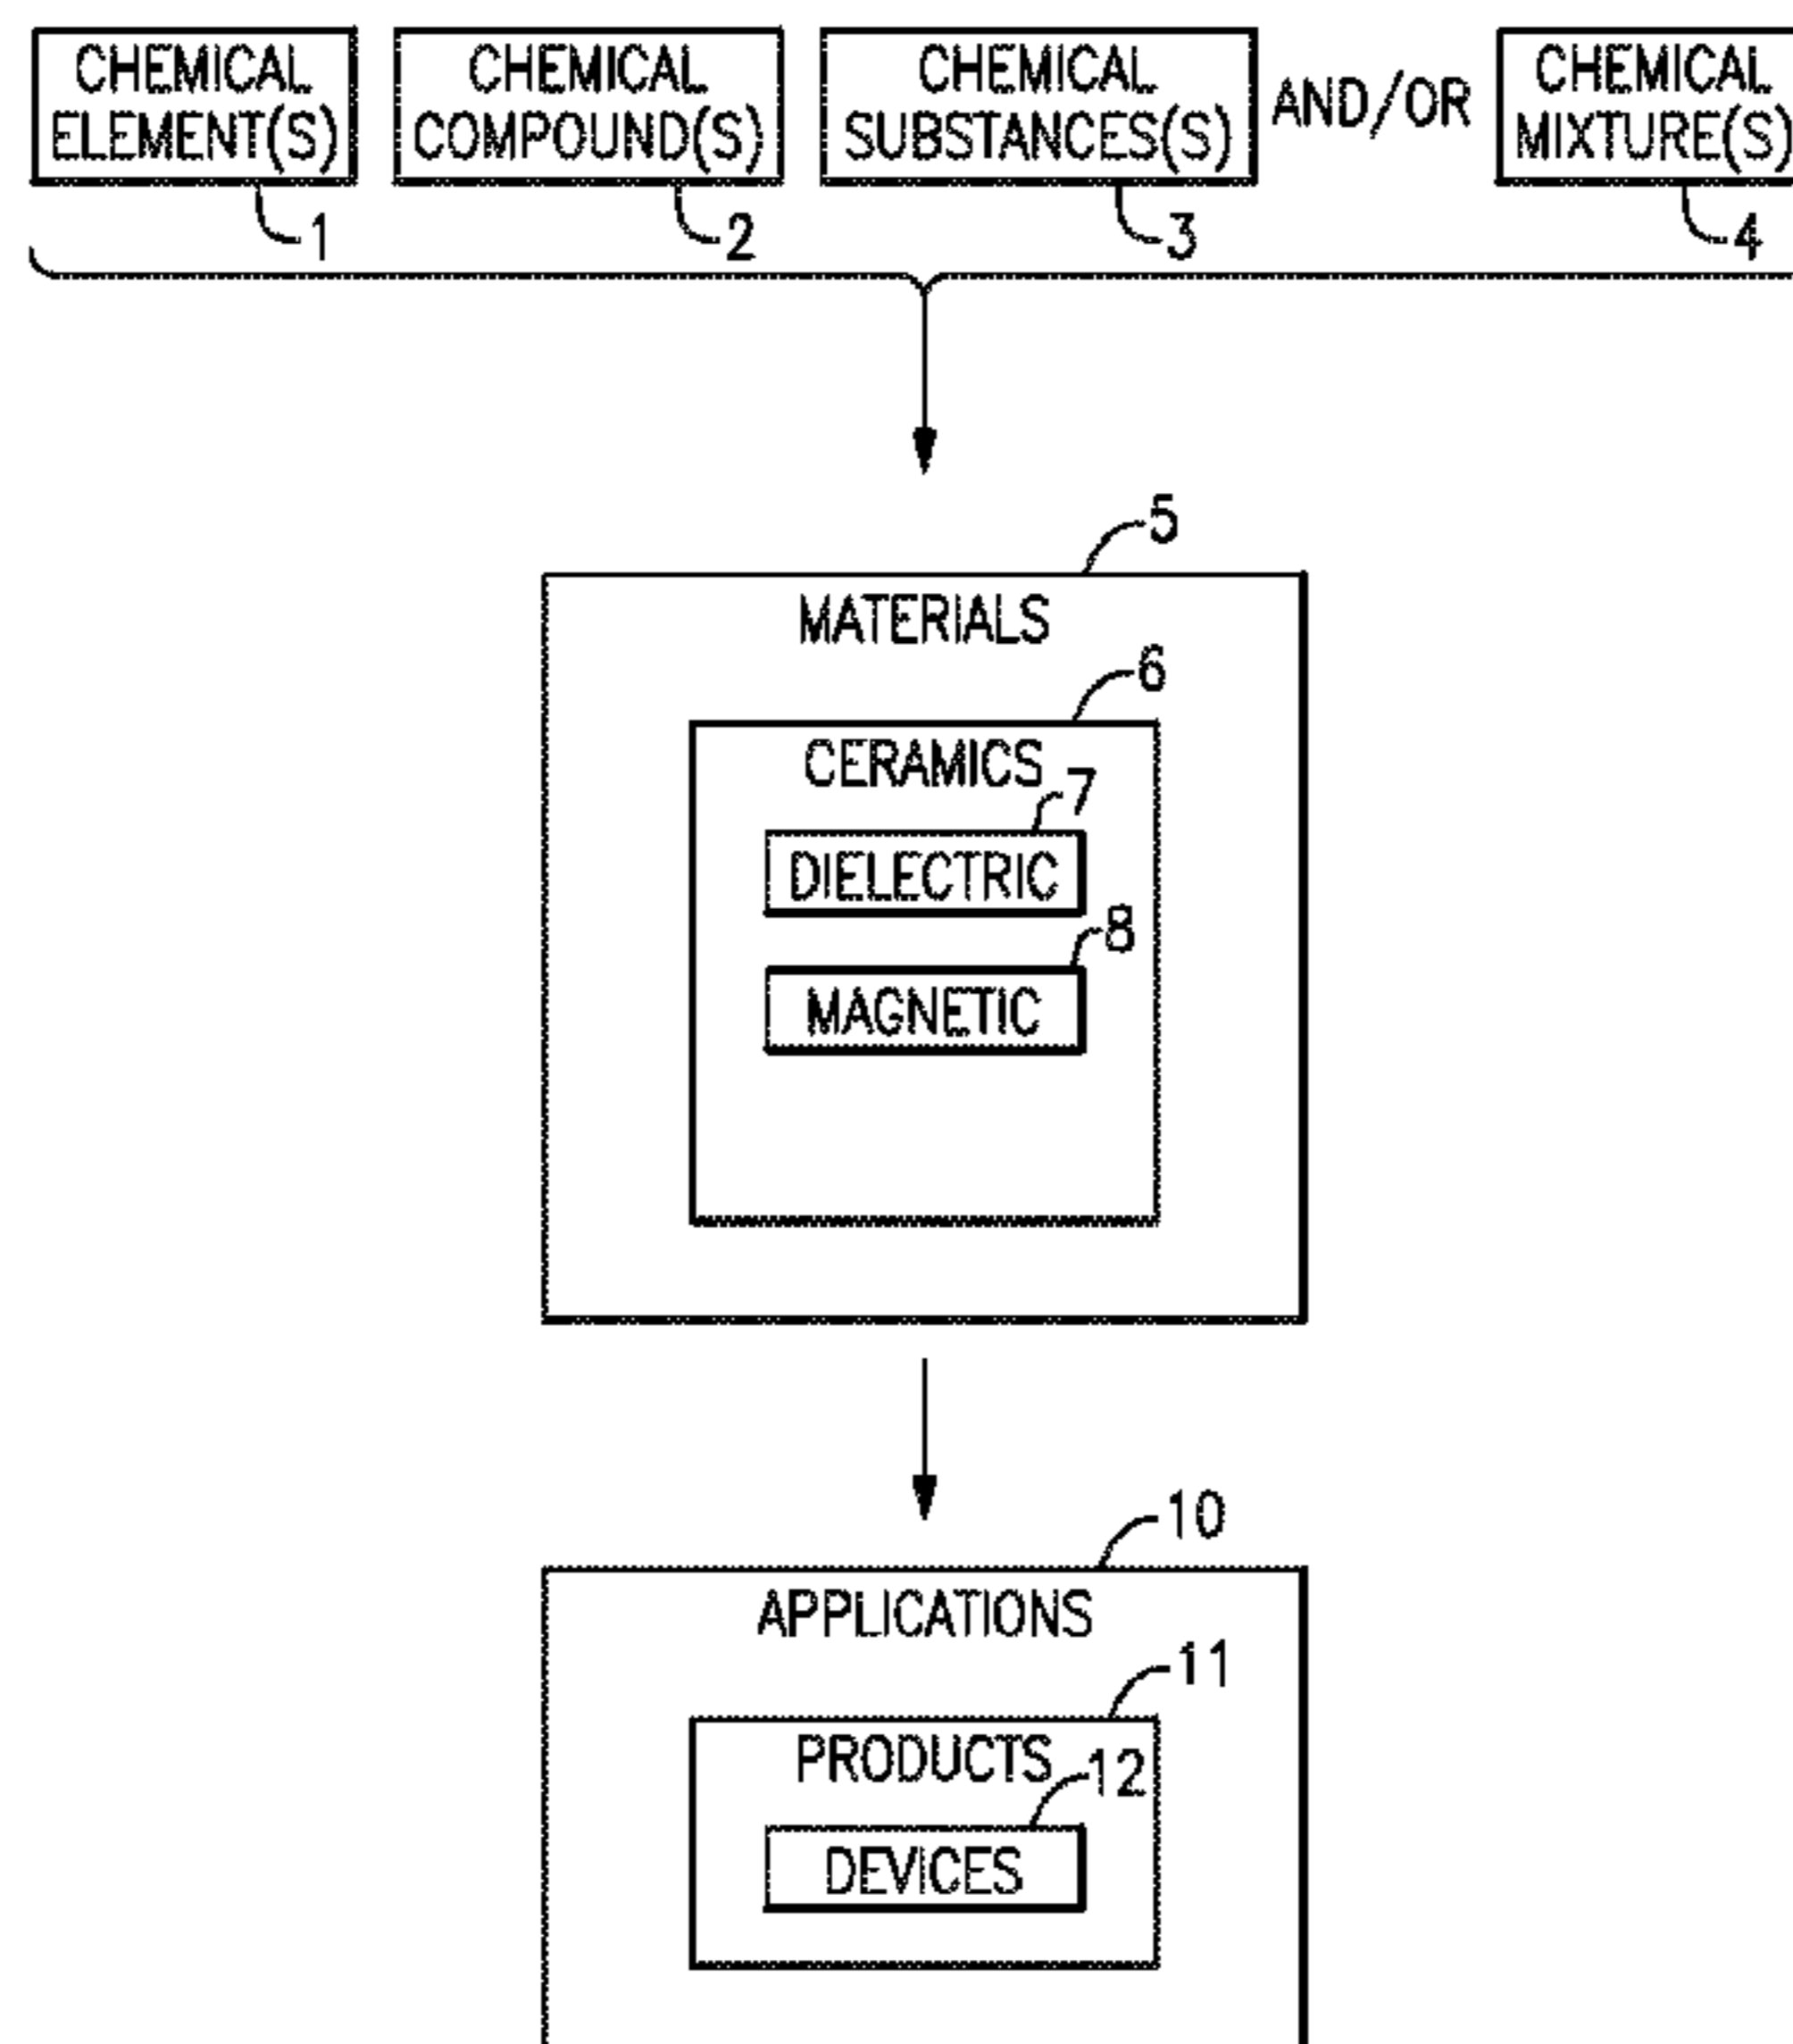 CHEMICAL ELEMENT(S)
CHEMICAL COMPOUND(S)
CHEMICAL SUBSTANCES(S)
AND/OR
CHEMICAL MIXTURE(S)
1
2
3
4
5
MATERIALS
6
CERAMICS
7
DIELECTRIC
8
MAGNETIC
10
APPLICATIONS
11
PRODUCTS
12
DEVICES